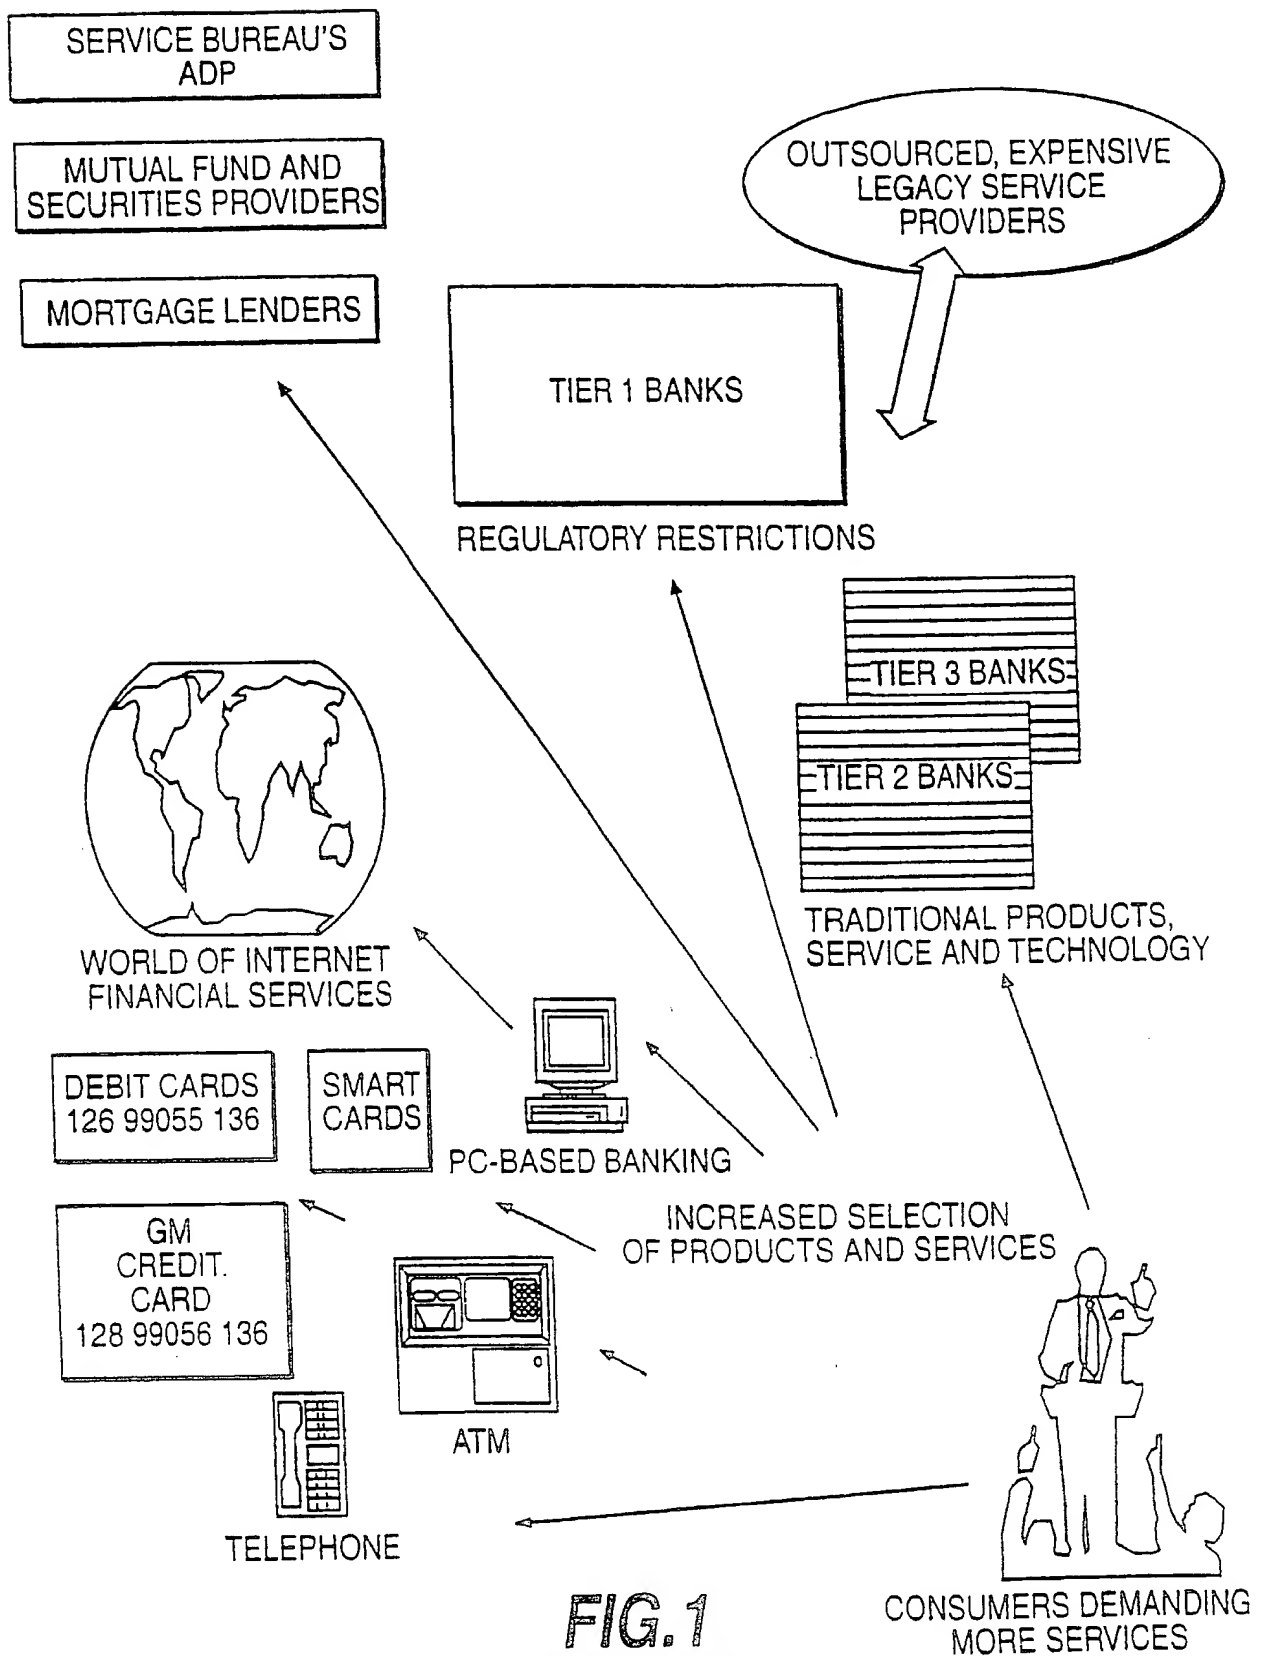 SERVICE BUREAU'S
ADP
MUTUAL FUND AND
SECURITIES PROVIDERS
MORTGAGE LENDERS
OUTSOURCED, EXPENSIVE
LEGACY SERVICE
PROVIDERS
TIER 1 BANKS
REGULATORY RESTRICTIONS
TIER 3 BANKS
TIER 2 BANKS
TRADITIONAL PRODUCTS,
SERVICE AND TECHNOLOGY
WORLD OF INTERNET
FINANCIAL SERVICES
DEBIT CARDS
126 99055 136
SMART
CARDS
PC-BASED BANKING
INCREASED SELECTION
OF PRODUCTS AND SERVICES
GM
CREDIT.
CARD
128 99056 136
ATM
TELEPHONE
CONSUMERS DEMANDING
MORE SERVICES
FIG.1